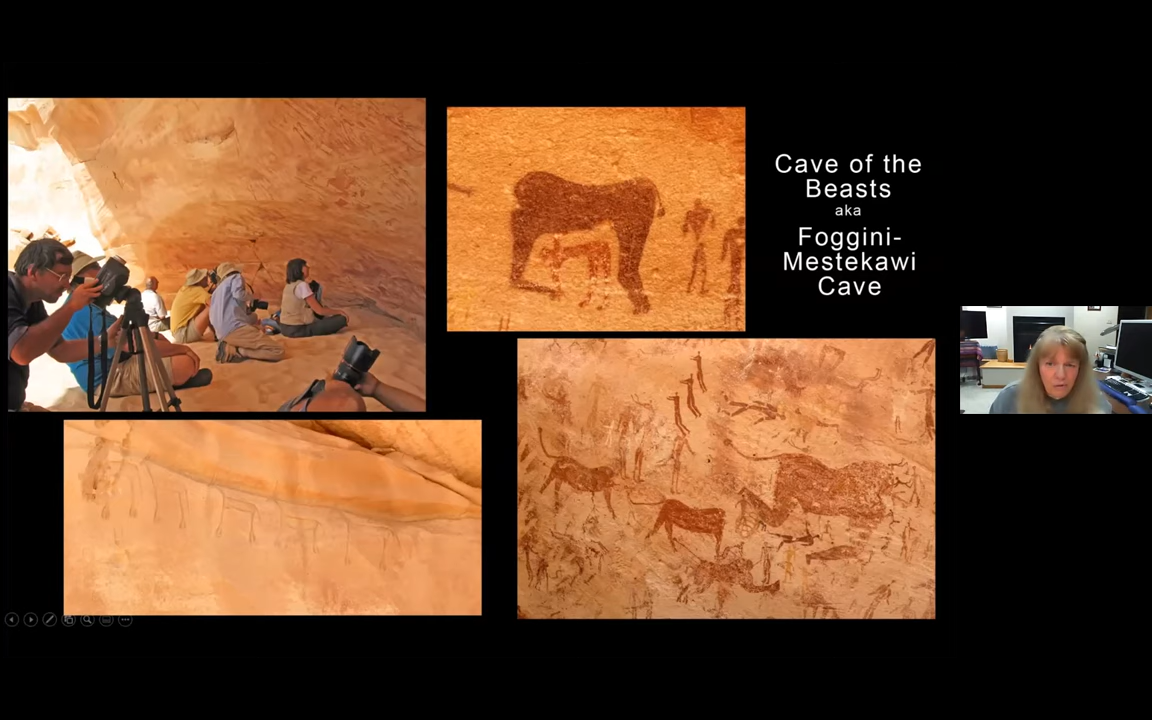 Cave of the
Beasts
aka
Foggini-
Mestekawi
Cave